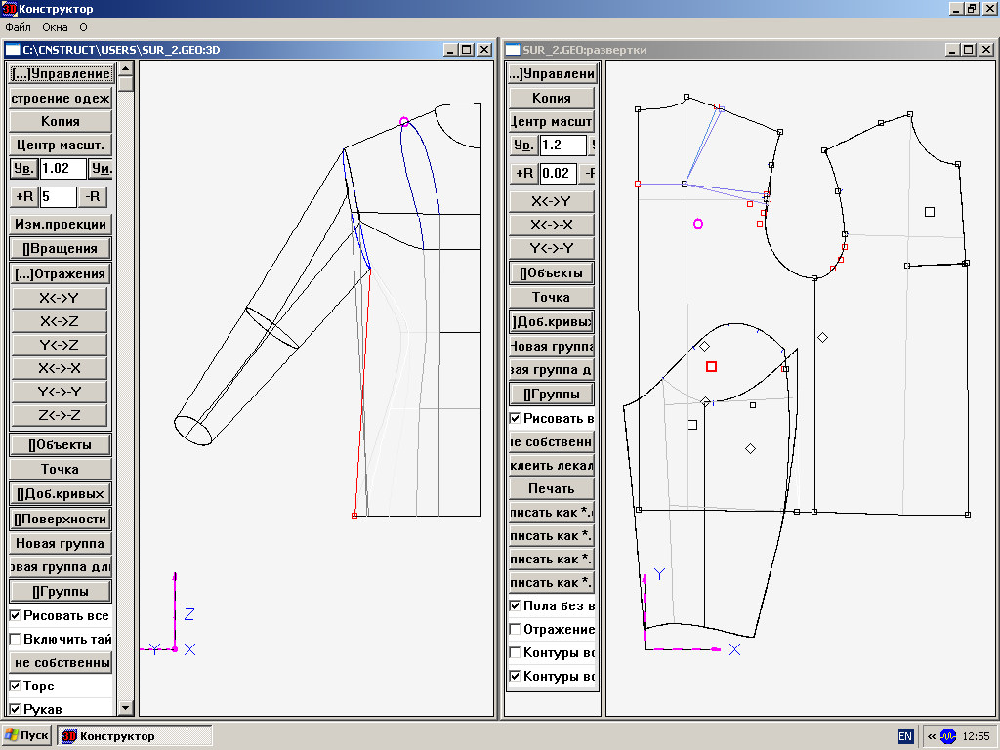 Конструктор
Файл Окна О
C:\CNSTRUCT\USERS\SUR_2.GEO:3D
[...]Управление
строение одеж
Копия
Центр масшт.
Ув. 1.02 Ум.
+R 5 -R
Изм.проекции
[]Вращения
[...]Отражения
X<->Y
X<->Z
Y<->Z
X<->-X
Y<->-Y
Z<->-Z
[]Объекты
Точка
[]Доб.кривых
[]Поверхности
Новая группа
овая группа дл
[]Группы
Рисовать все
Включить тай
не собственны
Торс
Рукав
Z
Y X
SUR_2.GEO:развертки
...]Управлени
Копия
Центр масшт
Ув. 1.2
+R 0.02 -R
X<->Y
X<->-X
Y<->-Y
[]Объекты
Точка
]Доб.кривых
Новая группа
вая группа д
[]Группы
Рисовать в
не собственн
клеить лекал
Печать
писать как *.
писать как *.
писать как *.
писать как *.
Пола без в
Отражение
Контуры во
Контуры во
Y
X
Пуск
Конструктор
EN « 12:55